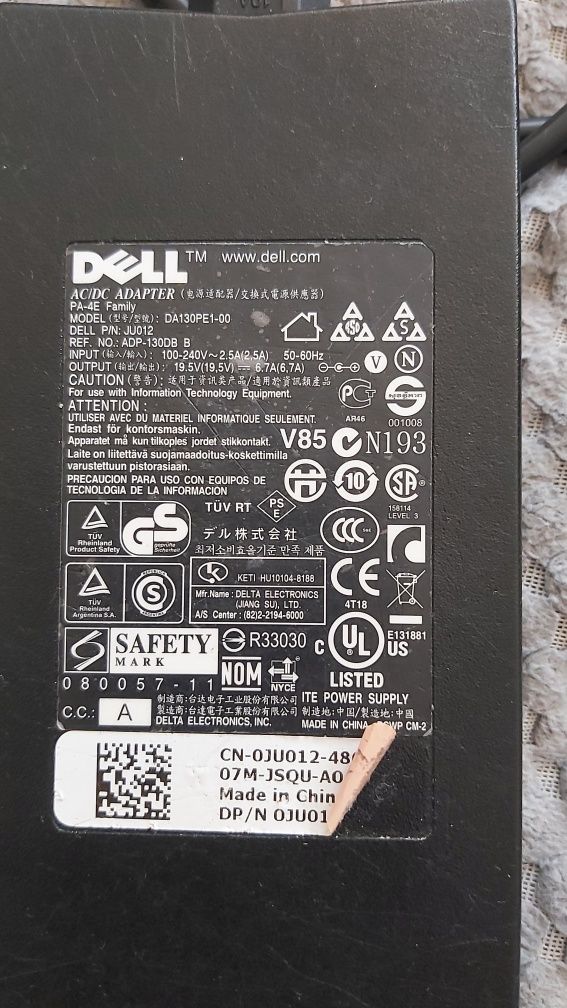 DELL™ www.dell.com
AC/DC ADAPTER (电源适配器/交換式電源供應器)
PA-4E Family
MODEL (型号/型號): DA130PE1-00
DELL P/N: JU012
REF. NO.: ADP-130DB B
INPUT (输入/輸入): 100-240V~2.5A(2,5A) 50-60Hz
OUTPUT (输出/輸出): 19.5V(19,5V) 6.7A(6,7A)
CAUTION (警告): 适用于资讯类产品/適用於資訊類產品
For use with Information Technology Equipment.
ATTENTION :
UTILISER AVEC DU MATERIEL INFORMATIQUE SEULEMENT.
Endast för kontorsmaskin.
Apparatet må kun tilkoples jordet stikkontakt.
Laite on liitettävä suojamaadoitus-koskettimilla
varustettuun pistorasiaan.
PRECAUCION PARA USO CON EQUIPOS DE
TECNOLOGIA DE LA INFORMACION
V N
AR46
001008
V85 N193
10
SA
158114
LEVEL 3
TÜV RT PS E
デル株式会社
최저소비효율기준 만족 제품
CCC
TÜV
Rheinland
Product Safety
GS
geprüfte
Sicherheit
TÜV
Rheinland
Argentina S.A.
S
KETI HU10104-8188
Mfr.Name : DELTA ELECTRONICS
(JIANG SU), LTD.
A/S Center : (82)2-2194-6000
CE
4T18
SAFETY
MARK
R33030
C UL US
E131881
LISTED
NOM
NYCE
080057-11
ITE POWER SUPPLY
C.C.: A
制造商:台达电子工业股份有限公司
製造商:台達電子工業股份有限公司
DELTA ELECTRONICS, INC.
制造地:中国/製造地:中國
MADE IN CHINA CM-2
CN-0JU012-48
07M-JSQU-A0
Made in Chin
DP/N 0JU01